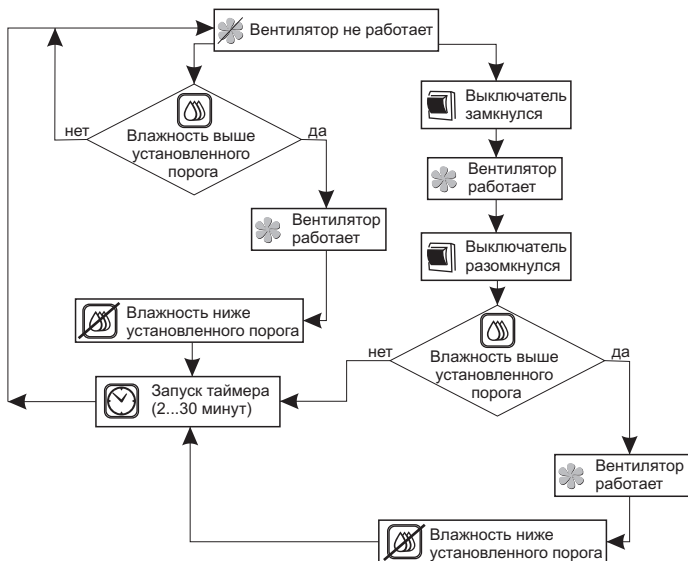 Вентилятор не работает
Выключатель
замкнулся
нет
Влажность выше
установленного
порога
да
Вентилятор
работает
Вентилятор
работает
Выключатель
разомкнулся
Влажность ниже
установленного порога
нет
Влажность выше
установленного
порога
да
Запуск таймера
(2...30 минут)
Вентилятор
работает
Влажность ниже
установленного порога